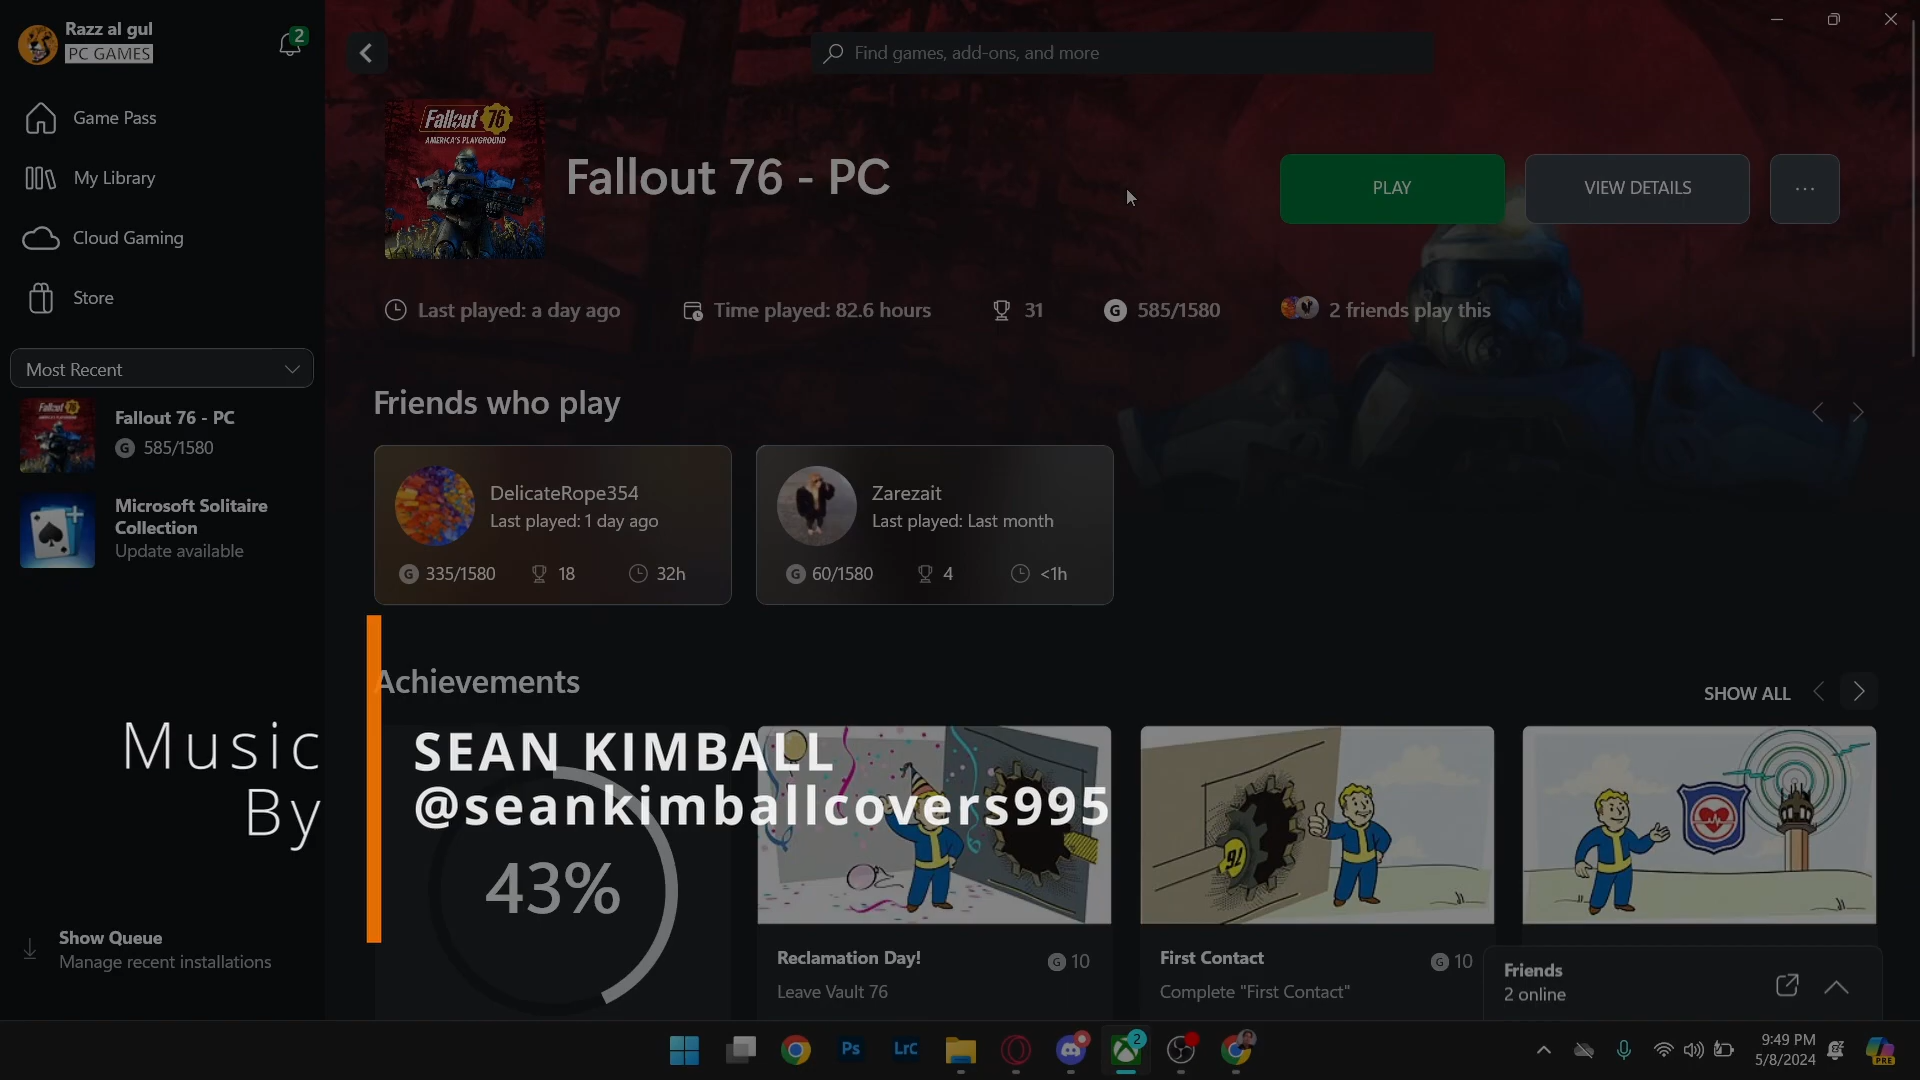 Razz al gul
PC GAMES
2
Find games, add-ons, and more
Game Pass
My Library
Cloud Gaming
Store
Most Recent
Fallout 76 - PC
585/1580
Microsoft Solitaire
Collection
Update available
Fallout 76
AMERICA'S PLAYGROUND
Fallout 76 - PC
PLAY
VIEW DETAILS
...
Last played: a day ago
Time played: 82.6 hours
31
G 585/1580
2 friends play this
Friends who play
DelicateRope354
Last played: 1 day ago
G 335/1580
18
32h
Zarezait
Last played: Last month
G 60/1580
4
<1h
Achievements
SHOW ALL
Music
By
SEAN KIMBALL
@seankimballcovers995
43%
76
Reclamation Day!
G 10
Leave Vault 76
First Contact
G 10
Complete "First Contact"
Show Queue
Manage recent installations
Friends
2 online
Ps
LrC
2
9:49 PM
5/8/2024
PRE